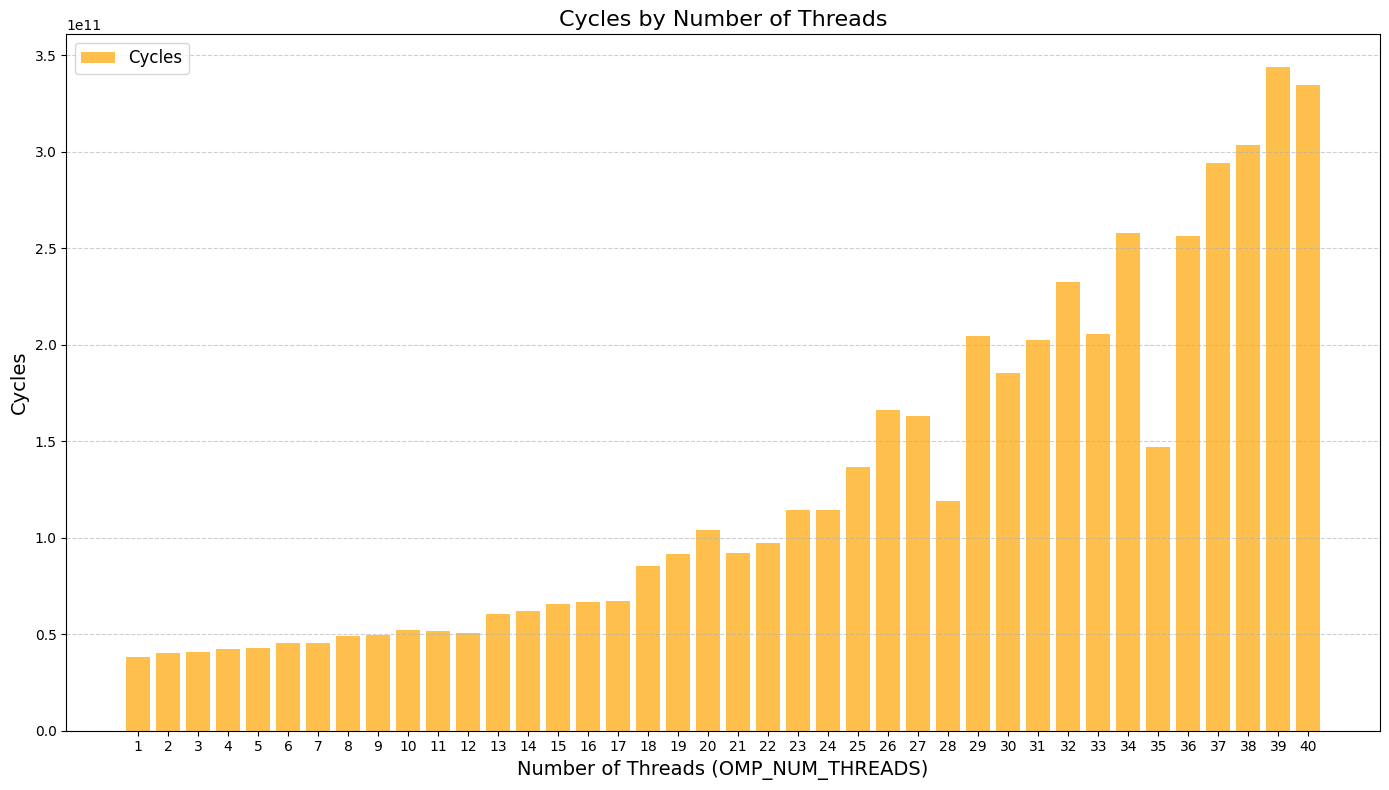 Cycles by Number of Threads
1e11
Cycles
3.5
3.0
2.5
2.0
1.5
1.0
0.5
0.0
Cycles
1 2 3 4 5 6 7 8 9 10 11 12 13 14 15 16 17 18 19 20 21 22 23 24 25 26 27 28 29 30 31 32 33 34 35 36 37 38 39 40
Number of Threads (OMP_NUM_THREADS)